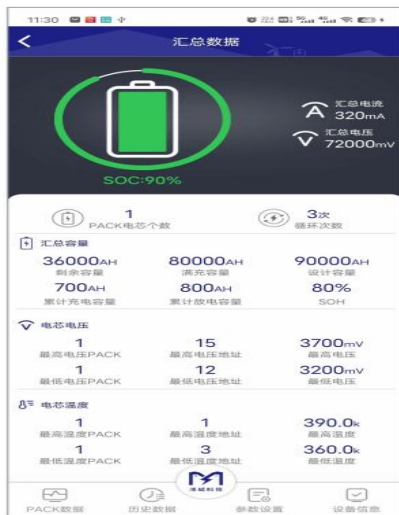 11:30
汇总数据
汇总电流
320mA
汇总电压
72000mV
SOC:90%
1
PACK电芯个数
3次
循环次数
汇总容量
36000AH 80000AH 90000AH
剩余容量 满充容量 设计容量
700AH 800AH 80%
累计充电容量 累计放电容量 SOH
电芯电压
1 15 3700mV
最高电压PACK 最高电压地址 最高电压
1 12 3200mV
最低电压PACK 最低电压地址 最低电压
电芯温度
1 1 390.0k
最高温度PACK 最高温度地址 最高温度
1 3 360.0k
最低温度PACK 最低温度地址 最低温度
PACK数据 历史数据 参数设置 设备信息